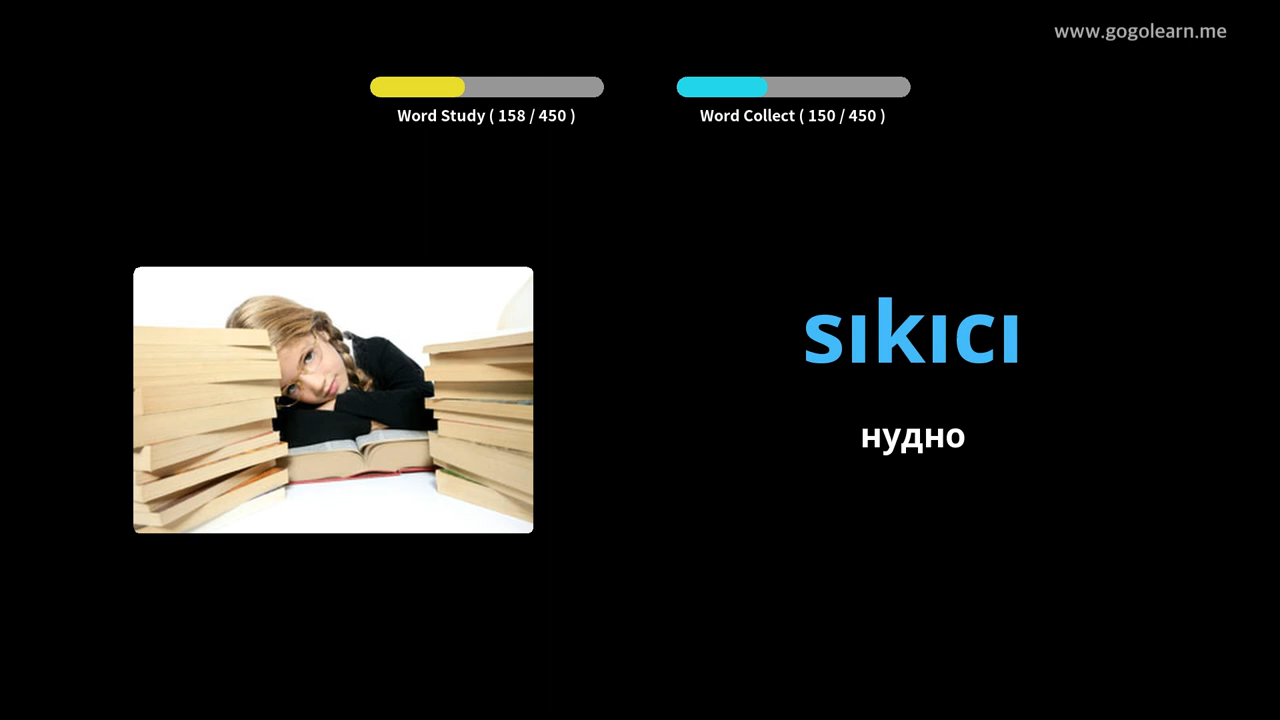 www.gogolearn.me
Word Study ( 158 / 450 )
Word Collect ( 150 / 450 )
sıkıcı
нудно